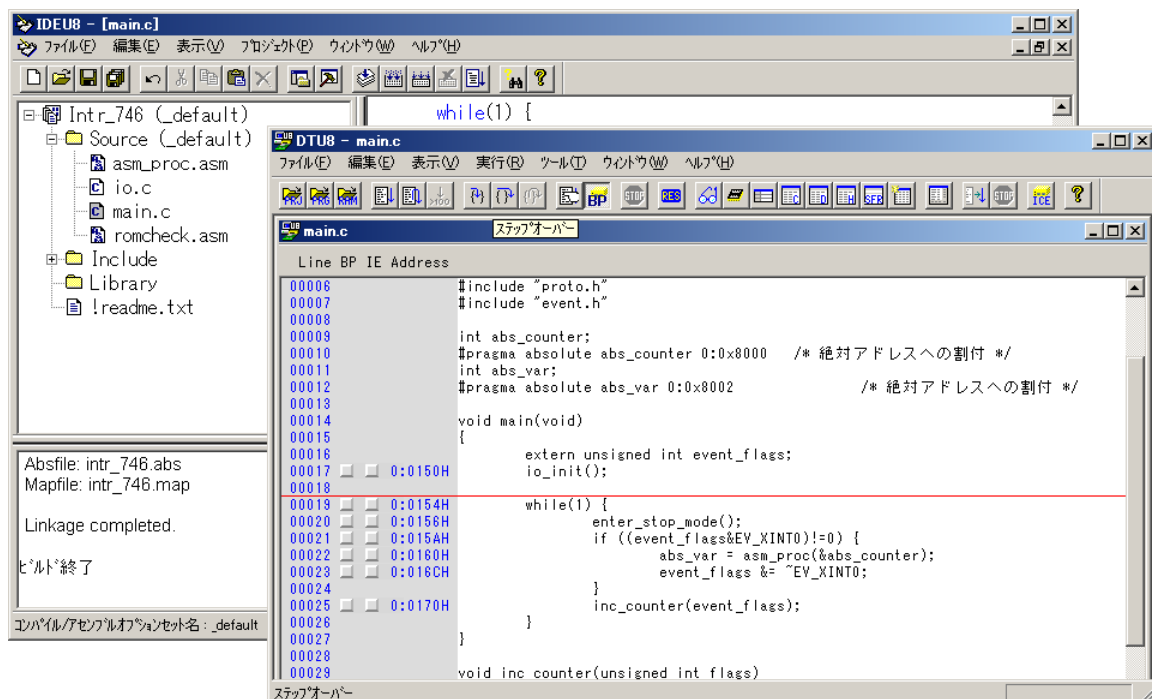 IDEU8 - [main.c]
ファイル(F) 編集(E) 表示(V) プロジェクト(P) ウィンドウ(W) ヘルプ(H)
Intr_746 (_default)
Source (_default)
asm_proc.asm
io.c
main.c
romcheck.asm
Include
Library
!readme.txt
while(1) {
Absfile: intr_746.abs
Mapfile: intr_746.map
Linkage completed.
ビルド終了
コンパイル/アセンブルオプションセット名：_default
DTU8 - main.c
ファイル(F) 編集(E) 表示(V) 実行(R) ツール(T) ウィンドウ(W) ヘルプ(H)
PRJ PRG RAM BP STOP RES C D H SFR STOP ICE
ステップオーバー
main.c
Line BP IE Address
00006 #include "proto.h"
00007 #include "event.h"
00008
00009 int abs_counter;
00010 #pragma absolute abs_counter 0:0x8000 /* 絶対アドレスへの割付 */
00011 int abs_var;
00012 #pragma absolute abs_var 0:0x8002 /* 絶対アドレスへの割付 */
00013
00014 void main(void)
00015 {
00016 extern unsigned int event_flags;
00017 0:0150H io_init();
00018
00019 0:0154H while(1) {
00020 0:0156H enter_stop_mode();
00021 0:015AH if ((event_flags&EV_XINT0)!=0) {
00022 0:0160H abs_var = asm_proc(&abs_counter);
00023 0:016CH event_flags &= ~EV_XINT0;
00024 }
00025 0:0170H inc_counter(event_flags);
00026 }
00027 }
00028
00029 void inc_counter(unsigned int flags)
ステップオーバー